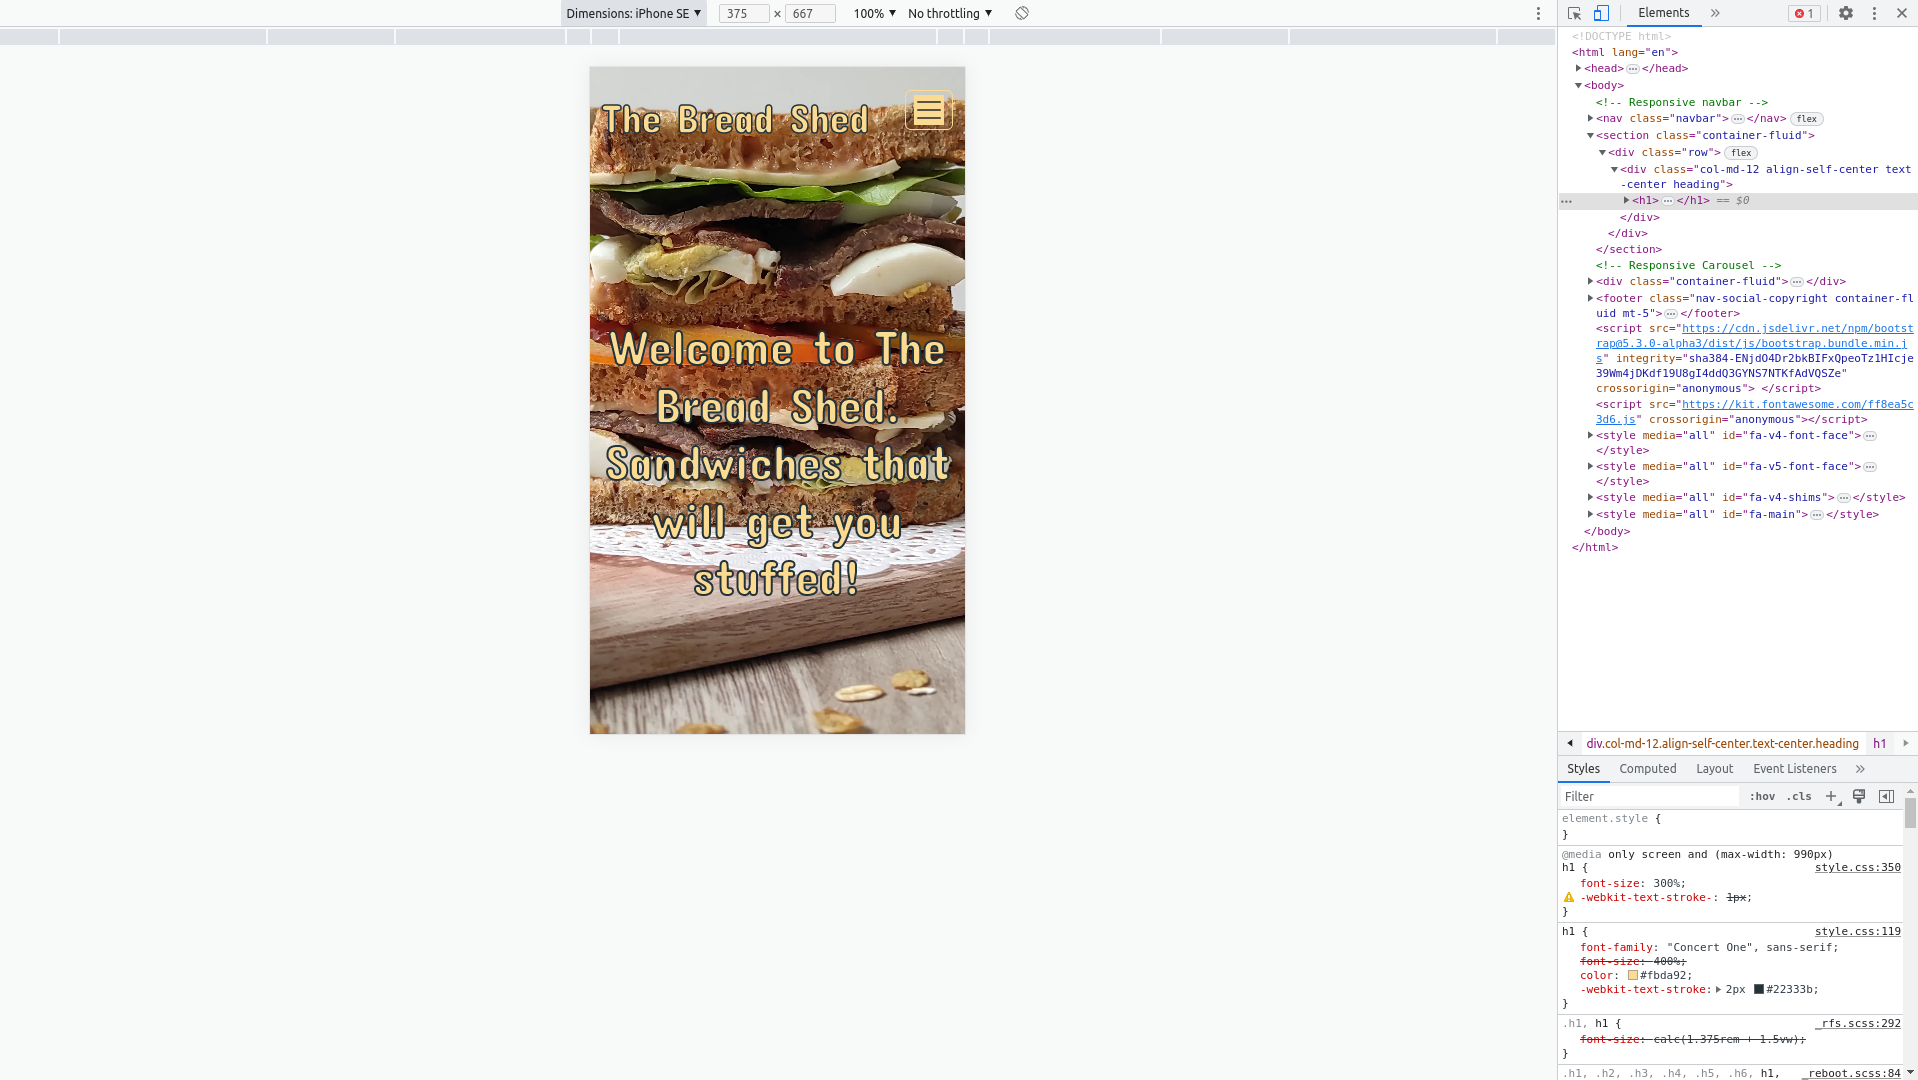 Dimensions: iPhone SE ▼ 375 × 667 100% ▼ No throttling ▼
Elements » 1
The Bread Shed
Welcome to The
Bread Shed.
Sandwiches that
will get you
stuffed!
<!DOCTYPE html>
<html lang="en">
▶<head>…</head>
▼<body>
<!-- Responsive navbar -->
▶<nav class="navbar">…</nav> flex
▼<section class="container-fluid">
▼<div class="row"> flex
▼<div class="col-md-12 align-self-center text
-center heading">
… ▶<h1>…</h1> == $0
</div>
</div>
</section>
<!-- Responsive Carousel -->
▶<div class="container-fluid">…</div>
▶<footer class="nav-social-copyright container-fl
uid mt-5">…</footer>
<script src="https://cdn.jsdelivr.net/npm/bootst
rap@5.3.0-alpha3/dist/js/bootstrap.bundle.min.j
s" integrity="sha384-ENjdO4Dr2bkBIFxQpeoTz1HIcje
39Wm4jDKdf19U8gI4ddQ3GYNS7NTKfAdVQSZe"
crossorigin="anonymous"> </script>
<script src="https://kit.fontawesome.com/ff8ea5c
3d6.js" crossorigin="anonymous"></script>
▶<style media="all" id="fa-v4-font-face">…
</style>
▶<style media="all" id="fa-v5-font-face">…
</style>
▶<style media="all" id="fa-v4-shims">…</style>
▶<style media="all" id="fa-main">…</style>
</body>
</html>
div.col-md-12.align-self-center.text-center.heading h1
Styles Computed Layout Event Listeners »
Filter :hov .cls +
element.style {
}
@media only screen and (max-width: 990px)
h1 { style.css:350
font-size: 300%;
-webkit-text-stroke-: 1px;
}
h1 { style.css:119
font-family: "Concert One", sans-serif;
font-size: 400%;
color: #fbda92;
-webkit-text-stroke: ▶ 2px #22333b;
}
.h1, h1 { _rfs.scss:292
font-size: calc(1.375rem + 1.5vw);
}
.h1, .h2, .h3, .h4, .h5, .h6, h1, _reboot.scss:84